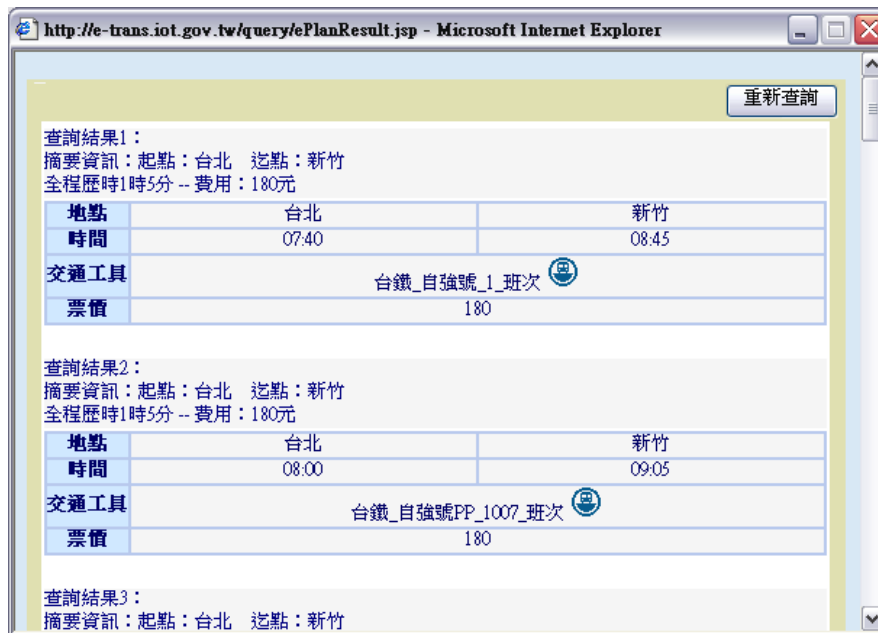 http://e-trans.iot.gov.tw/query/ePlanResult.jsp - Microsoft Internet Explorer
重新查詢
查詢結果1：
摘要資訊：起點：台北 迄點：新竹
全程歷時1時5分 -- 費用：180元
地點 台北 新竹
時間 07:40 08:45
交通工具 台鐵_自強號_1_班次
票價 180
查詢結果2：
摘要資訊：起點：台北 迄點：新竹
全程歷時1時5分 -- 費用：180元
地點 台北 新竹
時間 08:00 09:05
交通工具 台鐵_自強號PP_1007_班次
票價 180
查詢結果3：
摘要資訊：起點：台北 迄點：新竹